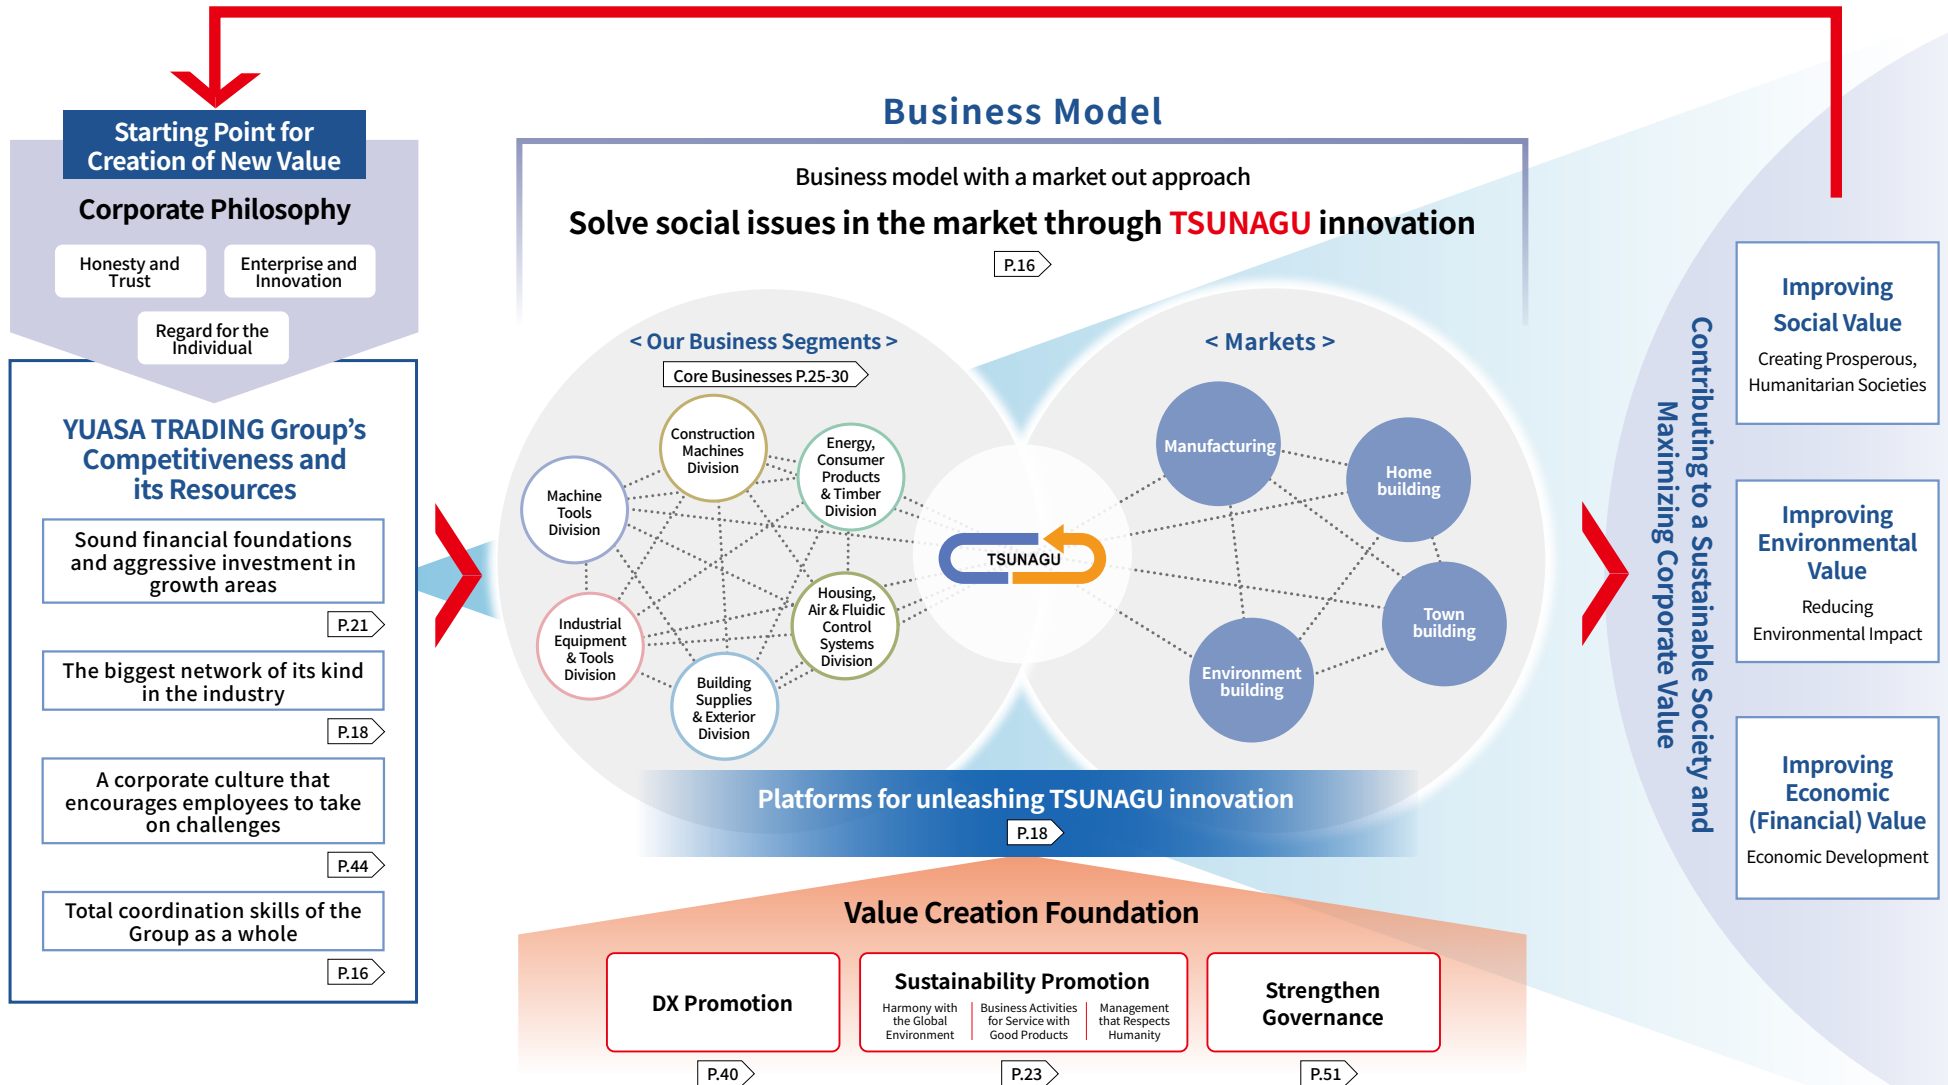 Starting Point for
Creation of New Value
Corporate Philosophy
Honesty and
Trust
Enterprise and
Innovation
Regard for the
Individual
YUASA TRADING Group's
Competitiveness and
its Resources
Sound financial foundations
and aggressive investment in
growth areas
P.21
The biggest network of its kind
in the industry
P.18
A corporate culture that
encourages employees to take
on challenges
P.44
Total coordination skills of the
Group as a whole
P.16
Business Model
Business model with a market out approach
Solve social issues in the market through TSUNAGU innovation
P.16
< Our Business Segments >
Core Businesses P.25-30
Construction
Machines
Division
Energy,
Consumer
Products
& Timber
Division
Machine
Tools
Division
Industrial
Equipment
& Tools
Division
Housing,
Air & Fluidic
Control
Systems
Division
Building
Supplies
& Exterior
Division
TSUNAGU
< Markets >
Manufacturing
Home
building
Town
building
Environment
building
Platforms for unleashing TSUNAGU innovation
P.18
Value Creation Foundation
DX Promotion
P.40
Sustainability Promotion
Harmony with
the Global
Environment
Business Activities
for Service with
Good Products
Management
that Respects
Humanity
P.23
Strengthen
Governance
P.51
Contributing to a Sustainable Society and
Maximizing Corporate Value
Improving
Social Value
Creating Prosperous,
Humanitarian Societies
Improving
Environmental
Value
Reducing
Environmental Impact
Improving
Economic
(Financial) Value
Economic Development